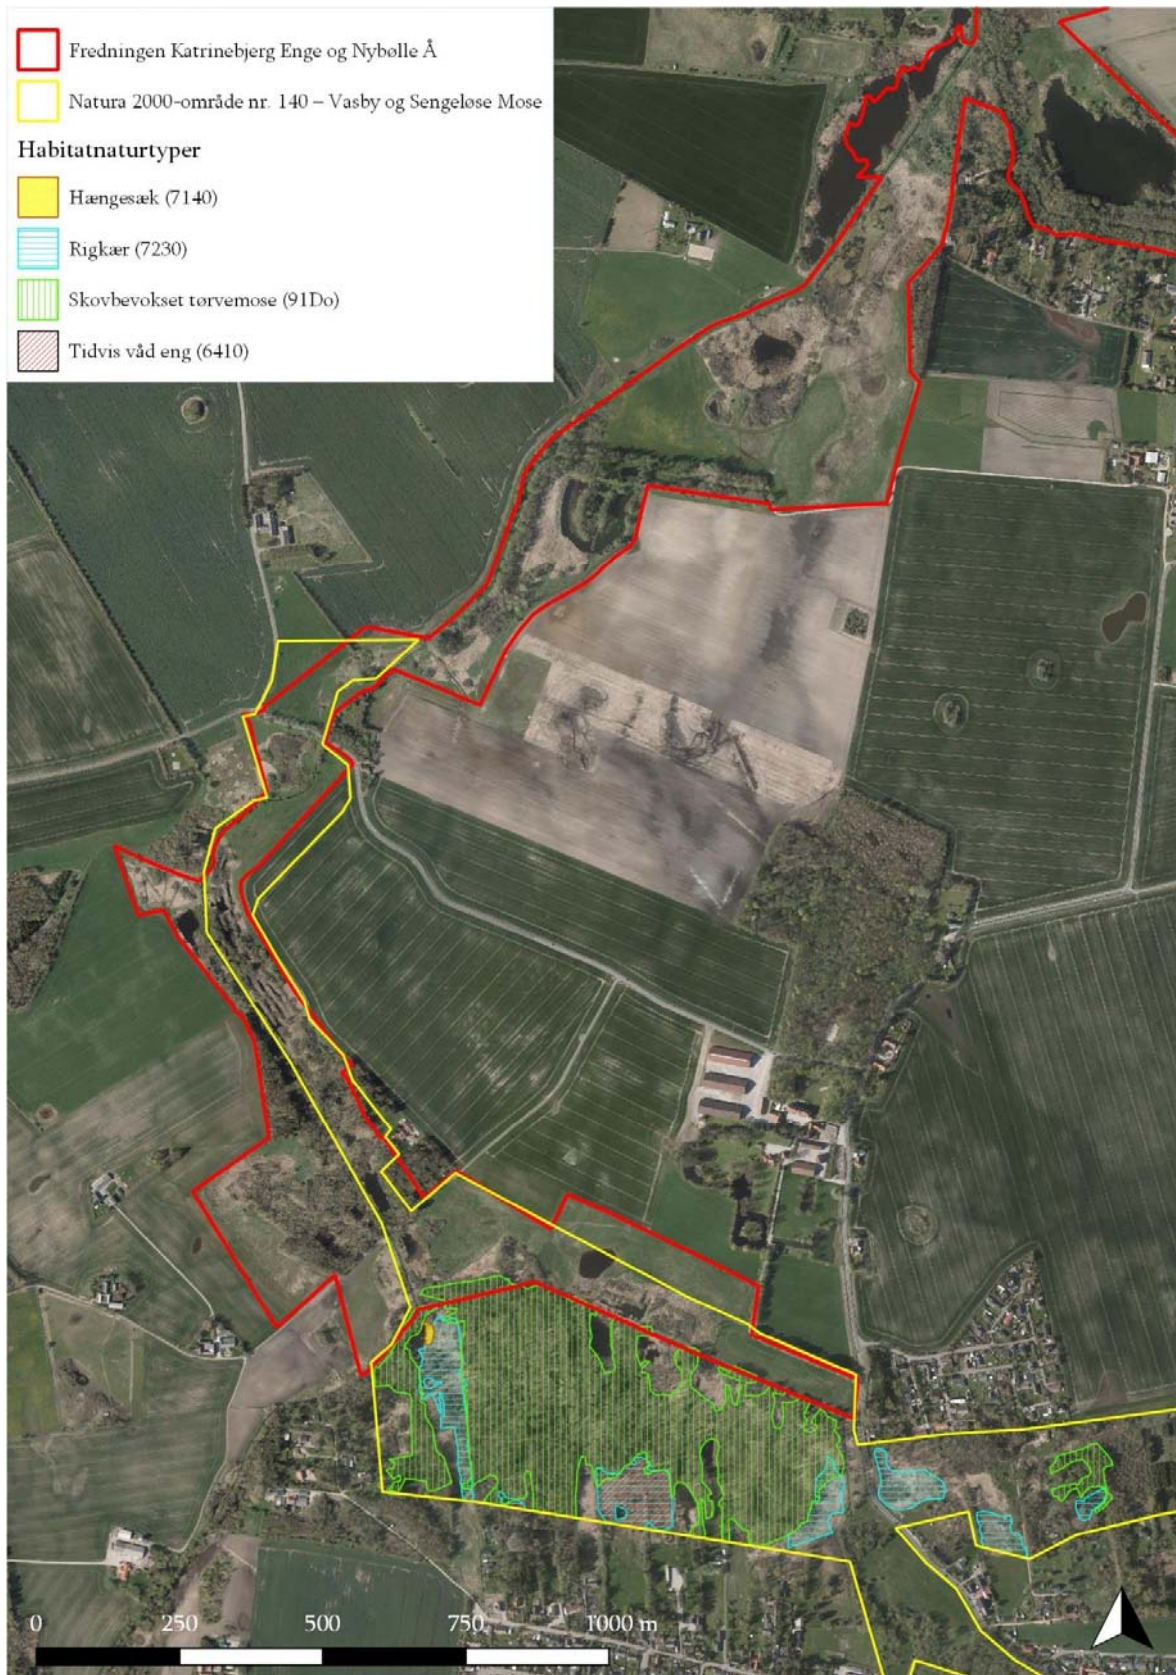 Fredningen Katrinebjerg Enge og Nybølle Å
Natura 2000-område nr. 140 – Vasby og Sengeløse Mose
Habitatnaturtyper
Hængesæk (7140)
Rigkær (7230)
Skovbevokset tørvemose (91D0)
Tidvis våd eng (6410)
0 250 500 750 1000 m